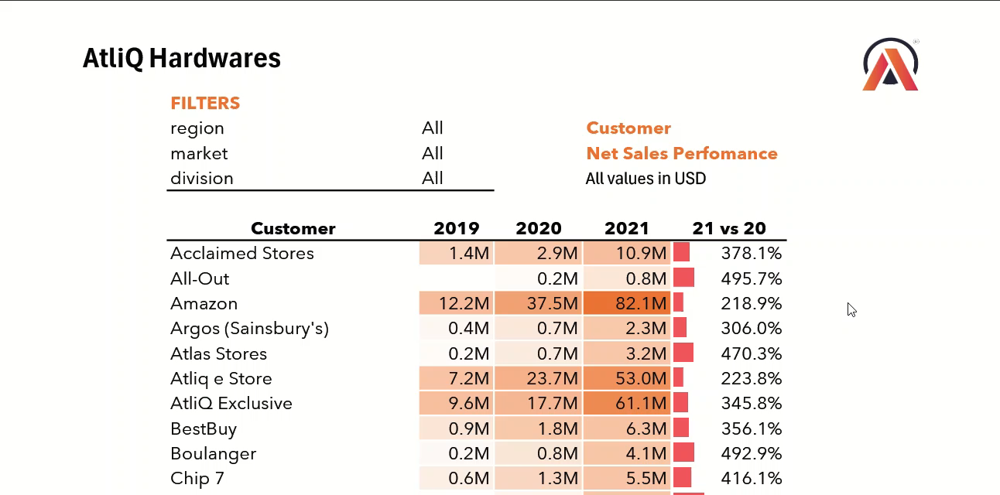 AtliQ Hardwares
®
FILTERS
region All Customer
market All Net Sales Perfomance
division All All values in USD
Customer 2019 2020 2021 21 vs 20
Acclaimed Stores 1.4M 2.9M 10.9M 378.1%
All-Out 0.2M 0.8M 495.7%
Amazon 12.2M 37.5M 82.1M 218.9%
Argos (Sainsbury's) 0.4M 0.7M 2.3M 306.0%
Atlas Stores 0.2M 0.7M 3.2M 470.3%
Atliq e Store 7.2M 23.7M 53.0M 223.8%
AtliQ Exclusive 9.6M 17.7M 61.1M 345.8%
BestBuy 0.9M 1.8M 6.3M 356.1%
Boulanger 0.2M 0.8M 4.1M 492.9%
Chip 7 0.6M 1.3M 5.5M 416.1%